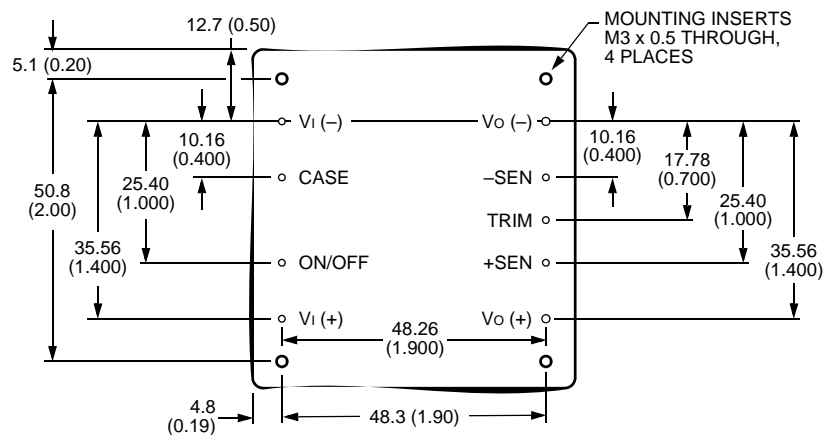 12.7 (0.50)
MOUNTING INSERTS
M3 x 0.5 THROUGH,
4 PLACES
5.1 (0.20)
VI (–)
VO (–)
10.16
(0.400)
10.16
(0.400)
17.78
(0.700)
CASE
–SEN
50.8
(2.00)
25.40
(1.000)
25.40
(1.000)
TRIM
35.56
(1.400)
35.56
(1.400)
ON/OFF
+SEN
VI (+)
VO (+)
48.26
(1.900)
4.8
(0.19)
48.3 (1.90)